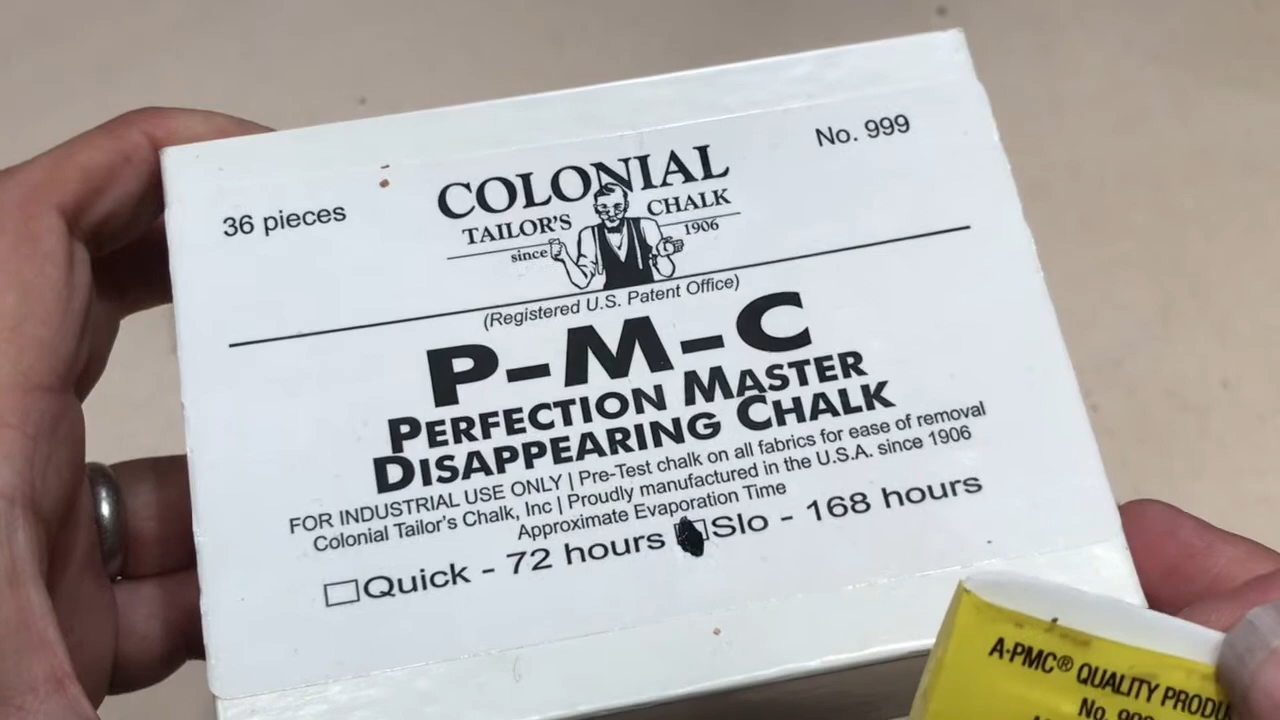 No. 999
36 pieces
COLONIAL
TAILOR'S CHALK
since 1906
(Registered U.S. Patent Office)
P-M-C
PERFECTION MASTER
DISAPPEARING CHALK
FOR INDUSTRIAL USE ONLY | Pre-Test chalk on all fabrics for ease of removal
Colonial Tailor's Chalk, Inc | Proudly manufactured in the U.S.A. since 1906
Approximate Evaporation Time
Quick - 72 hours Slo - 168 hours
A·PMC® QUALITY
No.